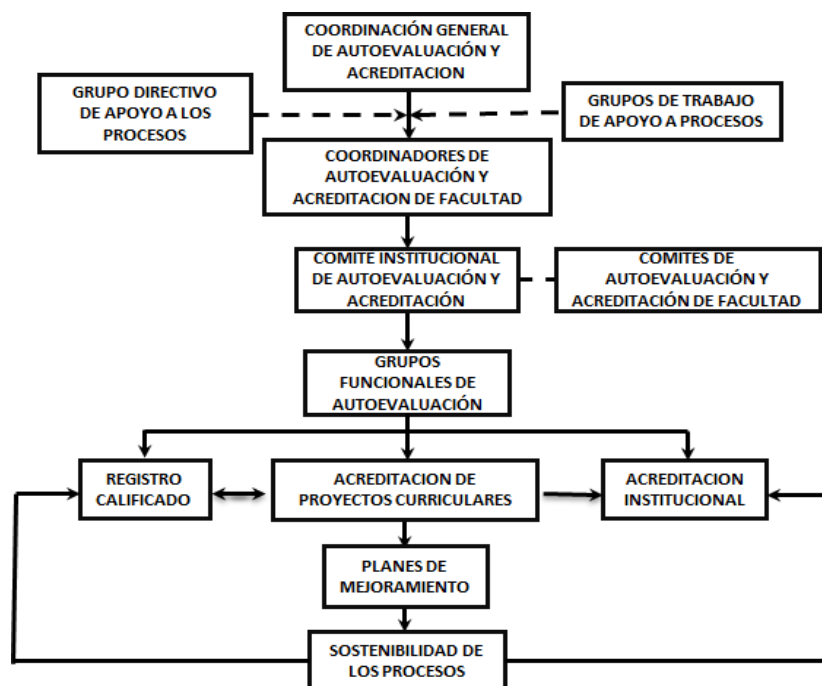 COORDINACIÓN GENERAL
DE AUTOEVALUACIÓN Y
ACREDITACION
GRUPO DIRECTIVO
DE APOYO A LOS
PROCESOS
GRUPOS DE TRABAJO
DE APOYO A PROCESOS
COORDINADORES DE
AUTOEVALUACIÓN Y
ACREDITACION DE FACULTAD
COMITÉ INSTITUCIONAL
DE AUTOEVALUACIÓN Y
ACREDITACIÓN
COMITES DE
AUTOEVALUACIÓN Y
ACREDITACIÓN DE FACULTAD
GRUPOS
FUNCIONALES DE
AUTOEVALUACIÓN
REGISTRO
CALIFICADO
ACREDITACION DE
PROYECTOS CURRICULARES
ACREDITACION
INSTITUCIONAL
PLANES DE
MEJORAMIENTO
SOSTENIBILIDAD DE
LOS PROCESOS